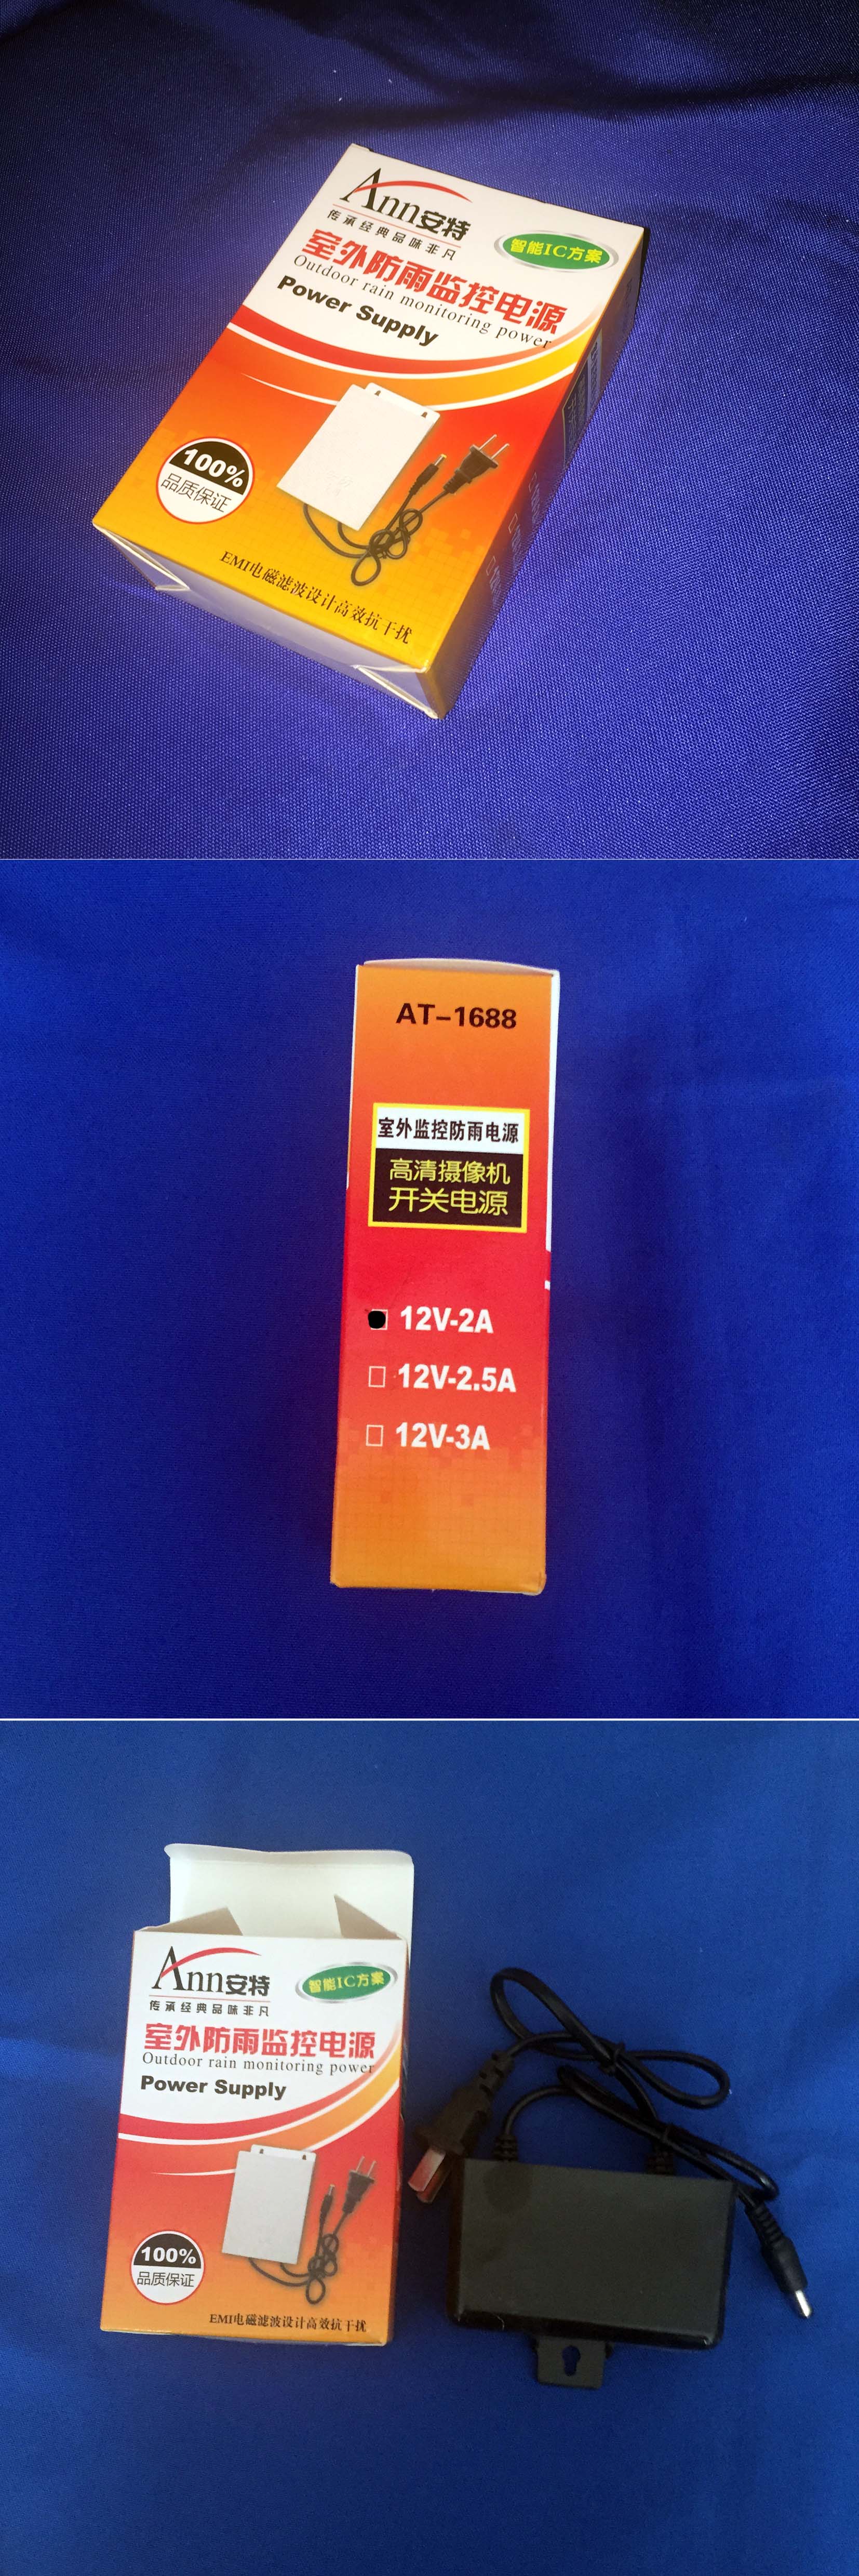 Ann安特
传承经典品味非凡
智能IC方案
室外防雨监控电源
Outdoor rain monitoring power
Power Supply
100%
品质保证
EMI电磁滤波设计高效抗干扰
AT-1688
室外监控防雨电源
高清摄像机
开关电源
12V-2A
12V-2.5A
12V-3A
Ann安特
传承经典品味非凡
智能IC方案
室外防雨监控电源
Outdoor rain monitoring power
Power Supply
100%
品质保证
EMI电磁滤波设计高效抗干扰